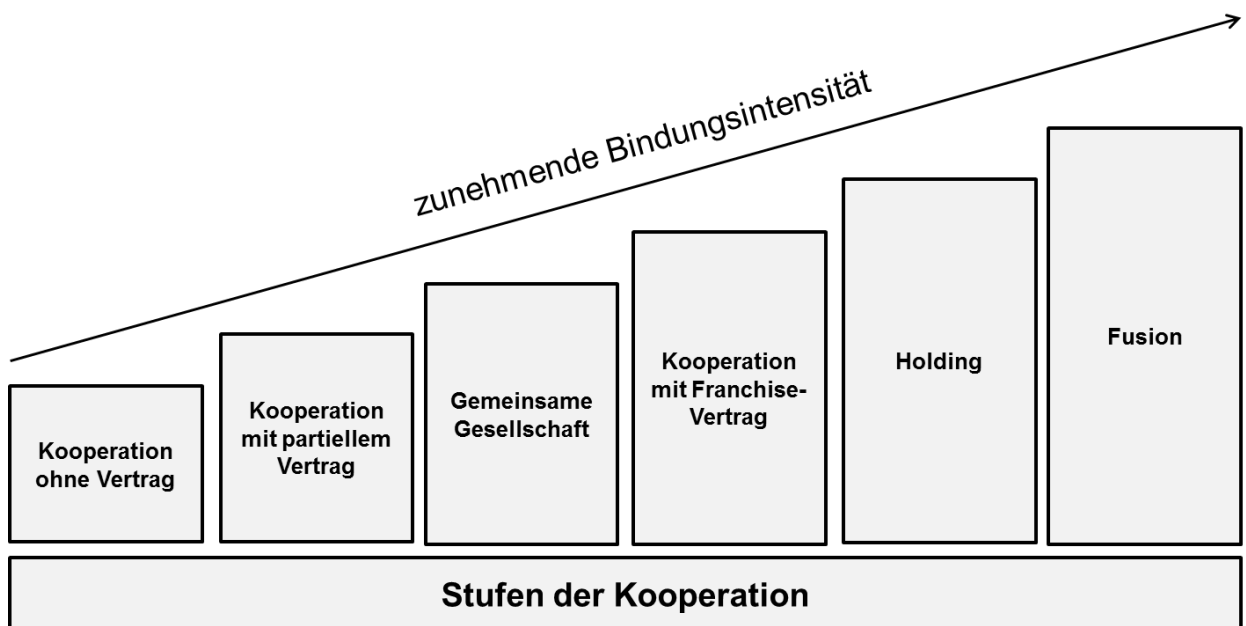 zunehmende Bindungsintensität
Kooperation
ohne Vertrag
Kooperation
mit partiellem
Vertrag
Gemeinsame
Gesellschaft
Kooperation
mit Franchise-
Vertrag
Holding
Fusion
Stufen der Kooperation